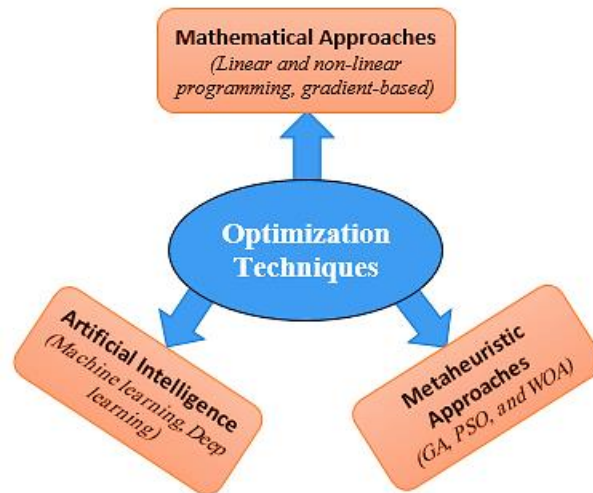 Mathematical Approaches
(Linear and non-linear
programming, gradient-based)
Optimization
Techniques
Artificial Intelligence
(Machine learning, Deep
learning)
Metaheuristic
Approaches
(GA, PSO, and WOA)